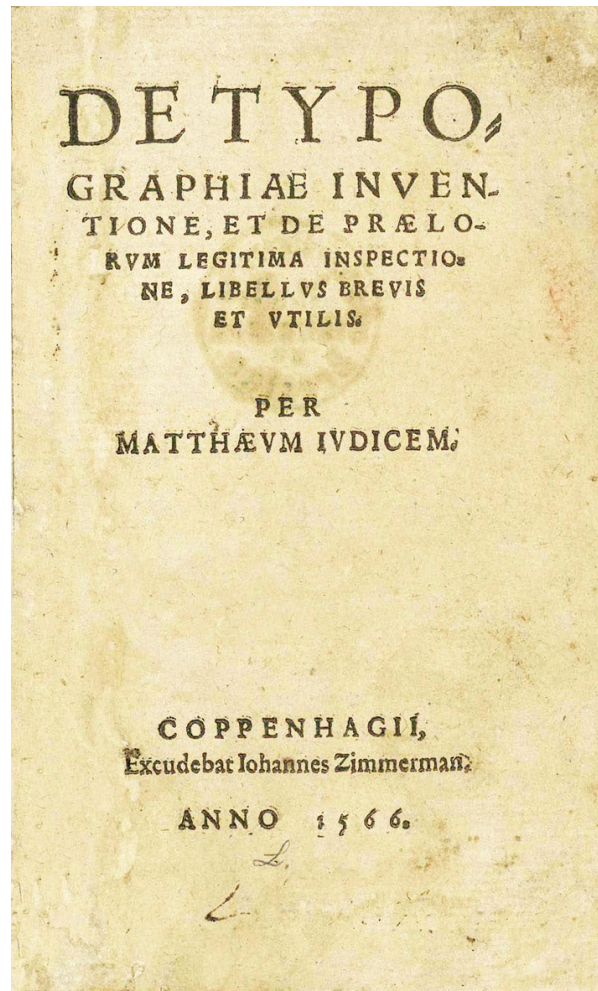 DE TYPO-
GRAPHIAE INVEN-
TIONE, ET DE PRÆLO-
RVM LEGITIMA INSPECTIO-
NE, LIBELLVS BREVIS
ET VTILIS.
PER
MATTHÆVM IVDICEM.
COPPENHAGII,
Excudebat Iohannes Zimmerman.
ANNO 1566.